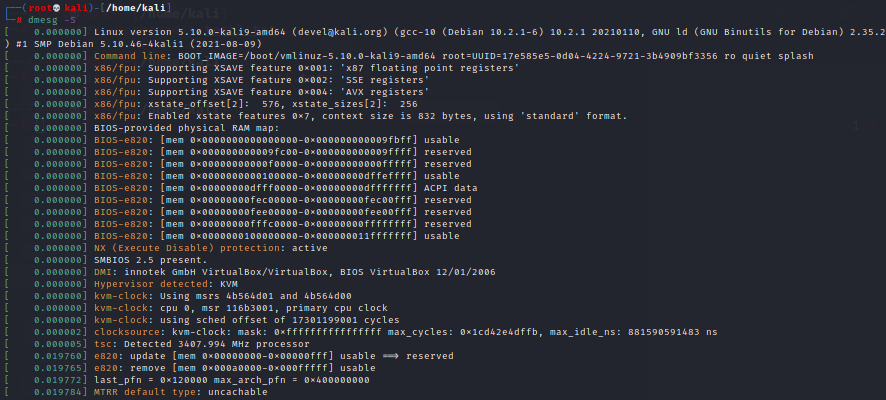 ┌──(root💀kali)-[/home/kali]
└─# dmesg -S
[    0.000000] Linux version 5.10.0-kali9-amd64 (devel@kali.org) (gcc-10 (Debian 10.2.1-6) 10.2.1 20210110, GNU ld (GNU Binutils for Debian) 2.35.2
) #1 SMP Debian 5.10.46-4kali1 (2021-08-09)
[    0.000000] Command line: BOOT_IMAGE=/boot/vmlinuz-5.10.0-kali9-amd64 root=UUID=17e585e5-0d04-4224-9721-3b4909bf3356 ro quiet splash
[    0.000000] x86/fpu: Supporting XSAVE feature 0×001: 'x87 floating point registers'
[    0.000000] x86/fpu: Supporting XSAVE feature 0×002: 'SSE registers'
[    0.000000] x86/fpu: Supporting XSAVE feature 0×004: 'AVX registers'
[    0.000000] x86/fpu: xstate_offset[2]:  576, xstate_sizes[2]:  256
[    0.000000] x86/fpu: Enabled xstate features 0×7, context size is 832 bytes, using 'standard' format.
[    0.000000] BIOS-provided physical RAM map:
[    0.000000] BIOS-e820: [mem 0×0000000000000000-0×000000000009fbff] usable
[    0.000000] BIOS-e820: [mem 0×000000000009fc00-0×000000000009ffff] reserved
[    0.000000] BIOS-e820: [mem 0×00000000000f0000-0×00000000000fffff] reserved
[    0.000000] BIOS-e820: [mem 0×0000000000100000-0×00000000dffeffff] usable
[    0.000000] BIOS-e820: [mem 0×00000000dfff0000-0×00000000dfffffff] ACPI data
[    0.000000] BIOS-e820: [mem 0×00000000fec00000-0×00000000fec00fff] reserved
[    0.000000] BIOS-e820: [mem 0×00000000fee00000-0×00000000fee00fff] reserved
[    0.000000] BIOS-e820: [mem 0×00000000fffc0000-0×00000000ffffffff] reserved
[    0.000000] BIOS-e820: [mem 0×0000000100000000-0×000000011fffffff] usable
[    0.000000] NX (Execute Disable) protection: active
[    0.000000] SMBIOS 2.5 present.
[    0.000000] DMI: innotek GmbH VirtualBox/VirtualBox, BIOS VirtualBox 12/01/2006
[    0.000000] Hypervisor detected: KVM
[    0.000000] kvm-clock: Using msrs 4b564d01 and 4b564d00
[    0.000000] kvm-clock: cpu 0, msr 116b3001, primary cpu clock
[    0.000000] kvm-clock: using sched offset of 17301199001 cycles
[    0.000002] clocksource: kvm-clock: mask: 0×ffffffffffffffff max_cycles: 0×1cd42e4dffb, max_idle_ns: 881590591483 ns
[    0.000005] tsc: Detected 3407.994 MHz processor
[    0.019760] e820: update [mem 0×00000000-0×00000fff] usable ⟹ reserved
[    0.019765] e820: remove [mem 0×000a0000-0×000fffff] usable
[    0.019772] last_pfn = 0×120000 max_arch_pfn = 0×400000000
[    0.019784] MTRR default type: uncachable